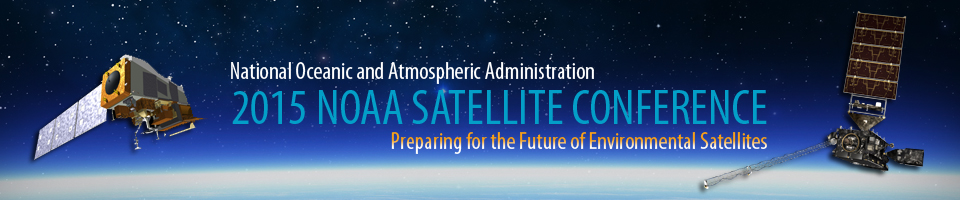 National Oceanic and Atmospheric Administration
2015 NOAA SATELLITE CONFERENCE
Preparing for the Future of Environmental Satellites